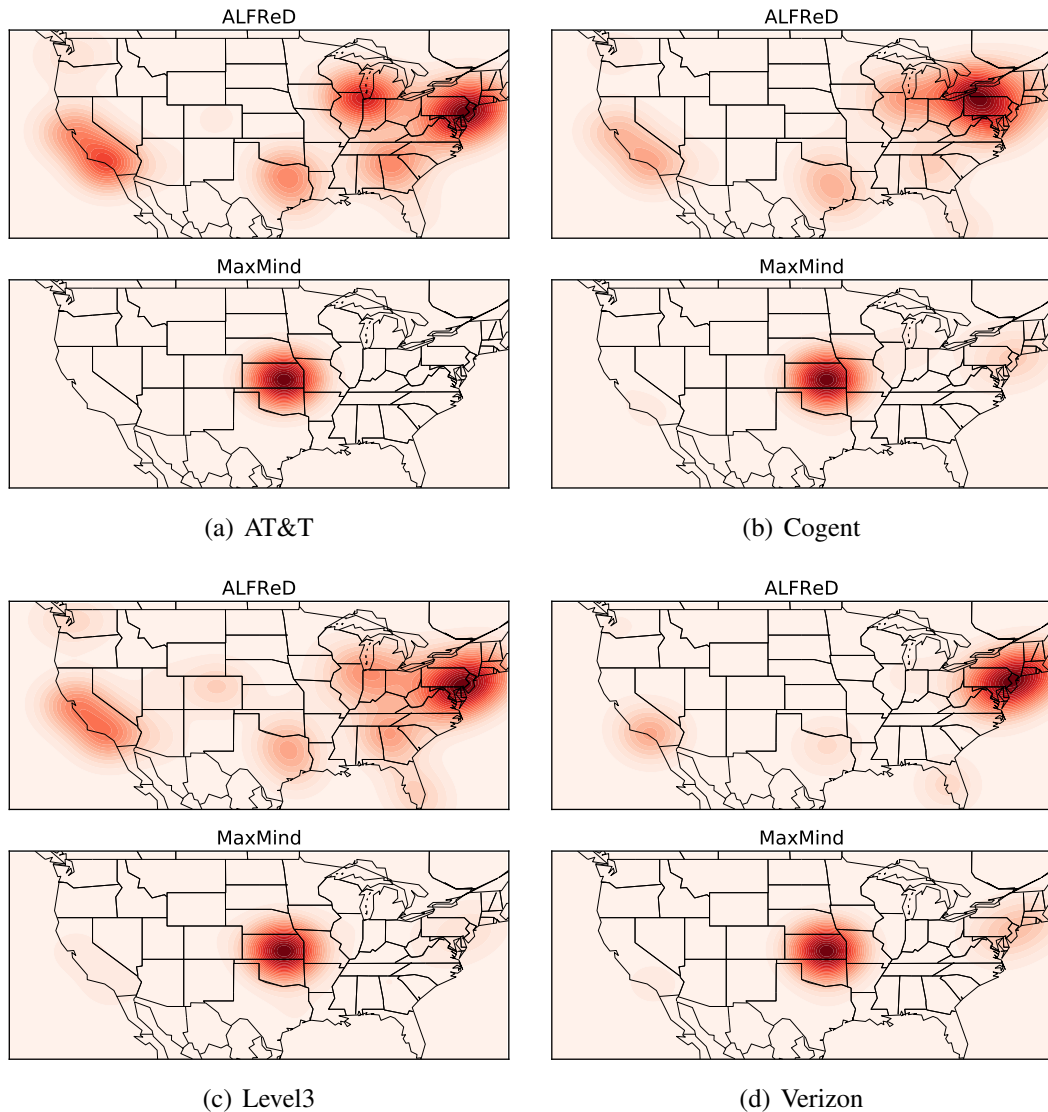 ALFReD
ALFReD
MaxMind
MaxMind
(a) AT&T
(b) Cogent
ALFReD
ALFReD
MaxMind
MaxMind
(c) Level3
(d) Verizon